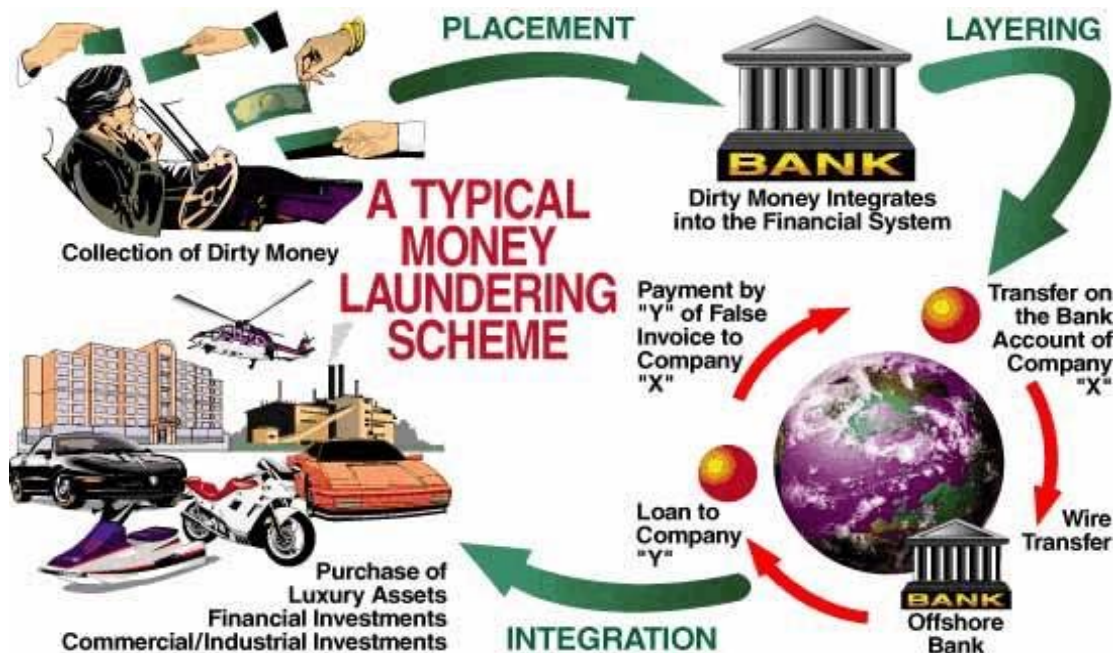 PLACEMENT
LAYERING
BANK
Dirty Money Integrates
into the Financial System
Collection of Dirty Money
A TYPICAL
MONEY
LAUNDERING
SCHEME
Payment by
"Y" of False
Invoice to
Company
"X"
Transfer on
the Bank
Account of
Company
"X"
Loan to
Company
"Y"
Wire
Transfer
BANK
Offshore
Bank
Purchase of
Luxury Assets
Financial Investments
Commercial/Industrial Investments
INTEGRATION